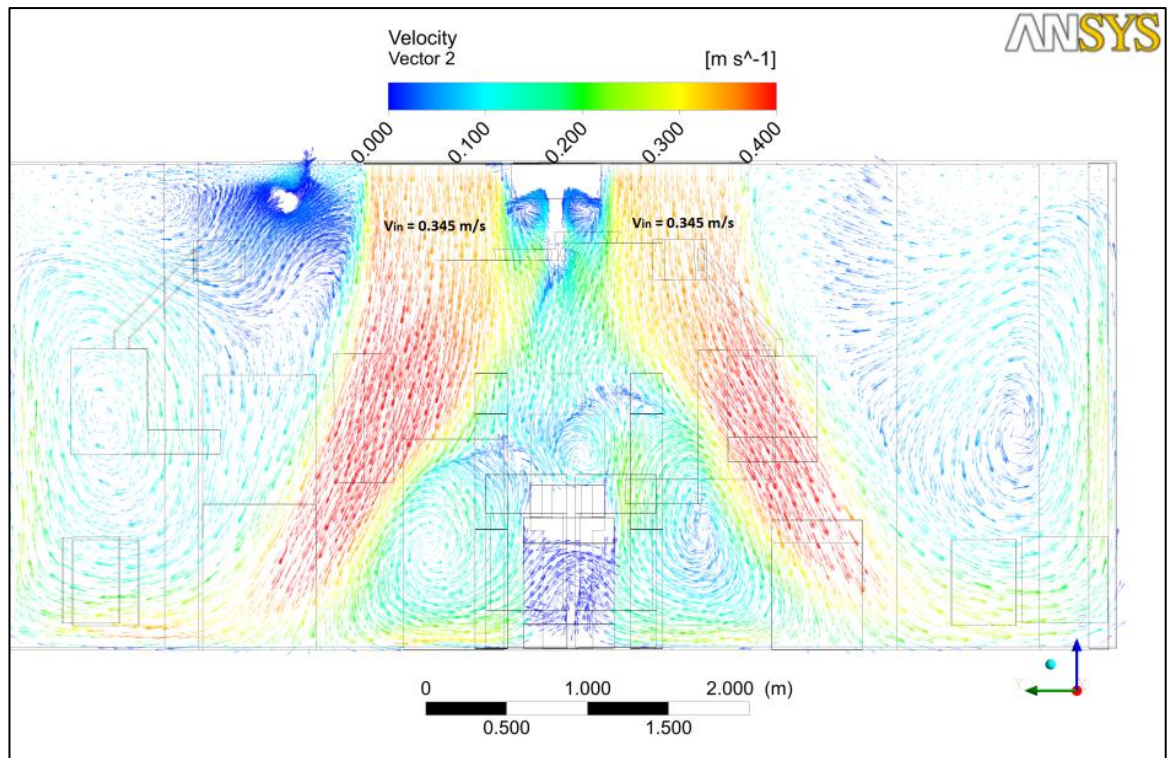 ANSYS
Velocity
Vector 2
[m s^-1]
0.000 0.100 0.200 0.300 0.400
Vin = 0.345 m/s Vin = 0.345 m/s
Y
0 1.000 2.000 (m)
0.500 1.500